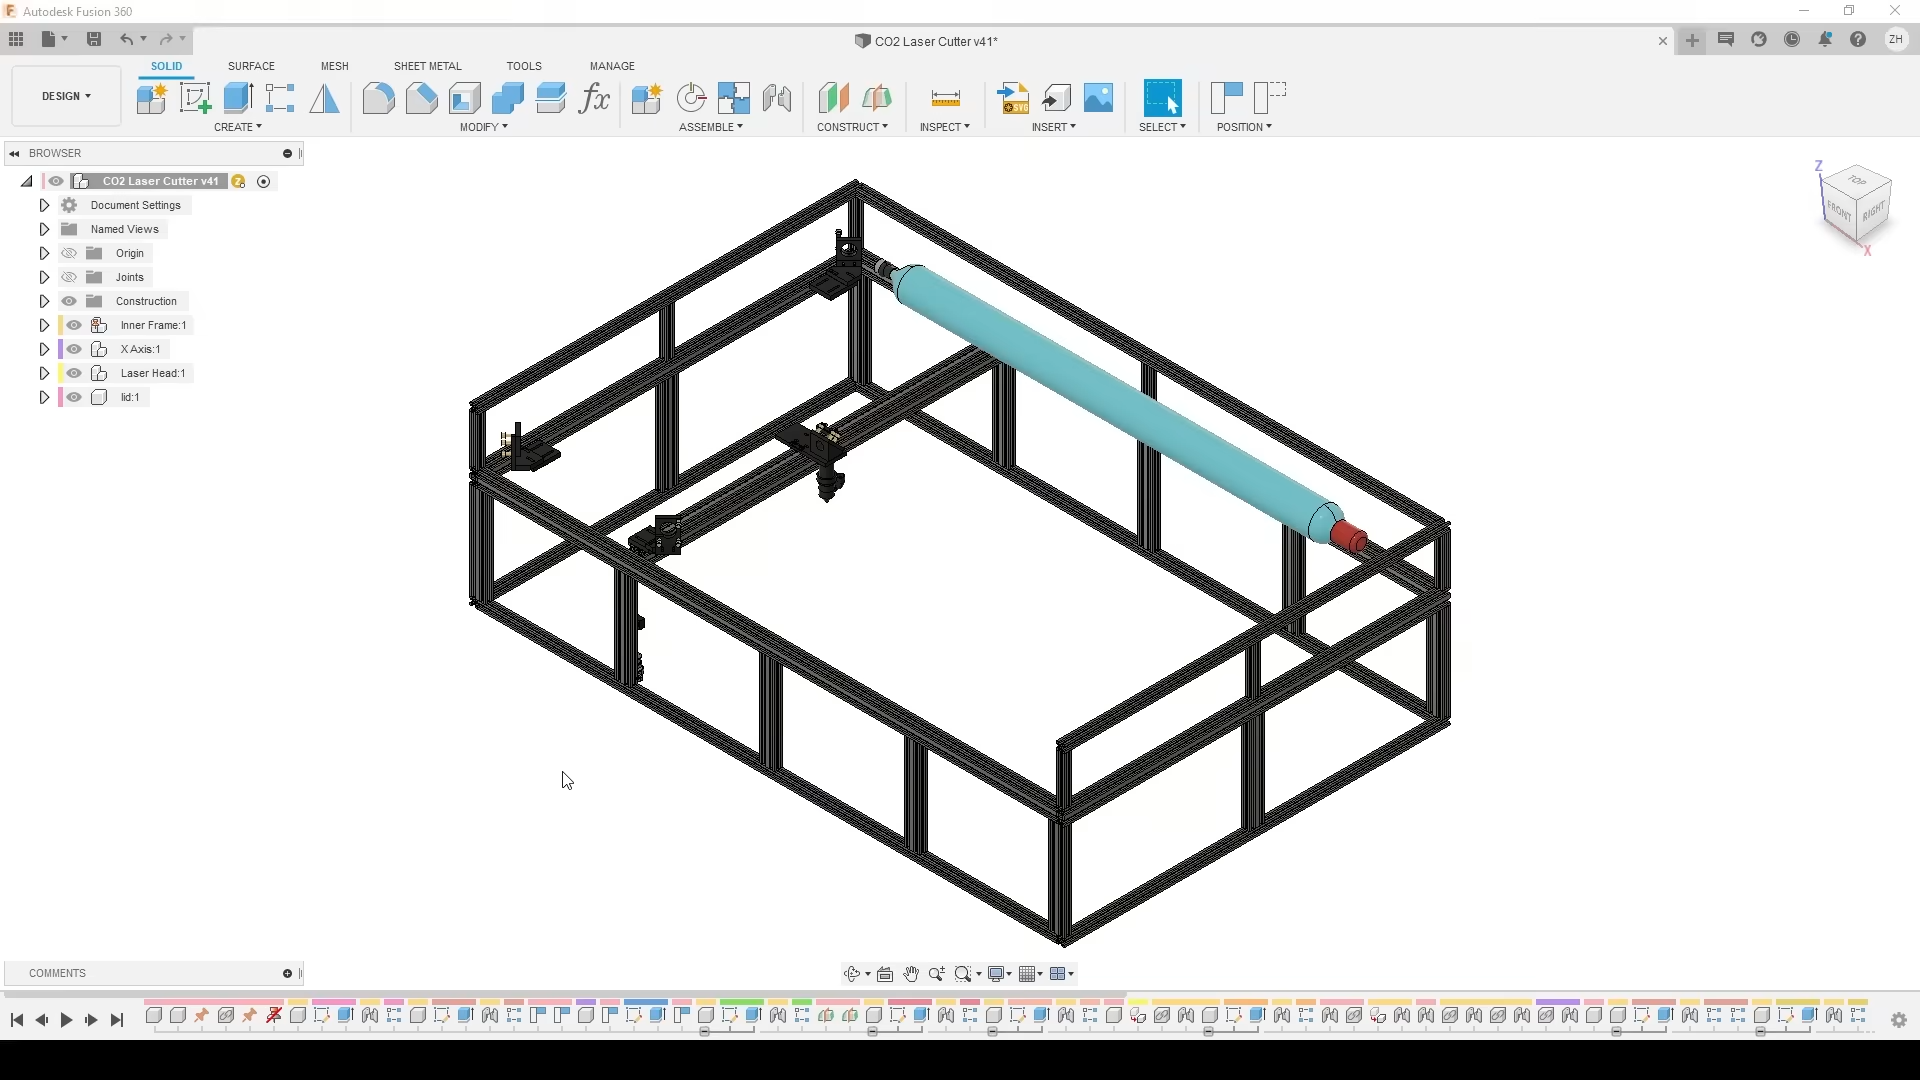 Autodesk Fusion 360
CO2 Laser Cutter v41*
ZH
SOLID
SURFACE
MESH
SHEET METAL
TOOLS
MANAGE
DESIGN
fx
SVG
CREATE
MODIFY
ASSEMBLE
CONSTRUCT
INSPECT
INSERT
SELECT
POSITION
BROWSER
CO2 Laser Cutter v41
Z
Document Settings
Named Views
Origin
Joints
Construction
Inner Frame:1
X Axis:1
Laser Head:1
lid:1
Z
TOP
FRONT
RIGHT
X
COMMENTS